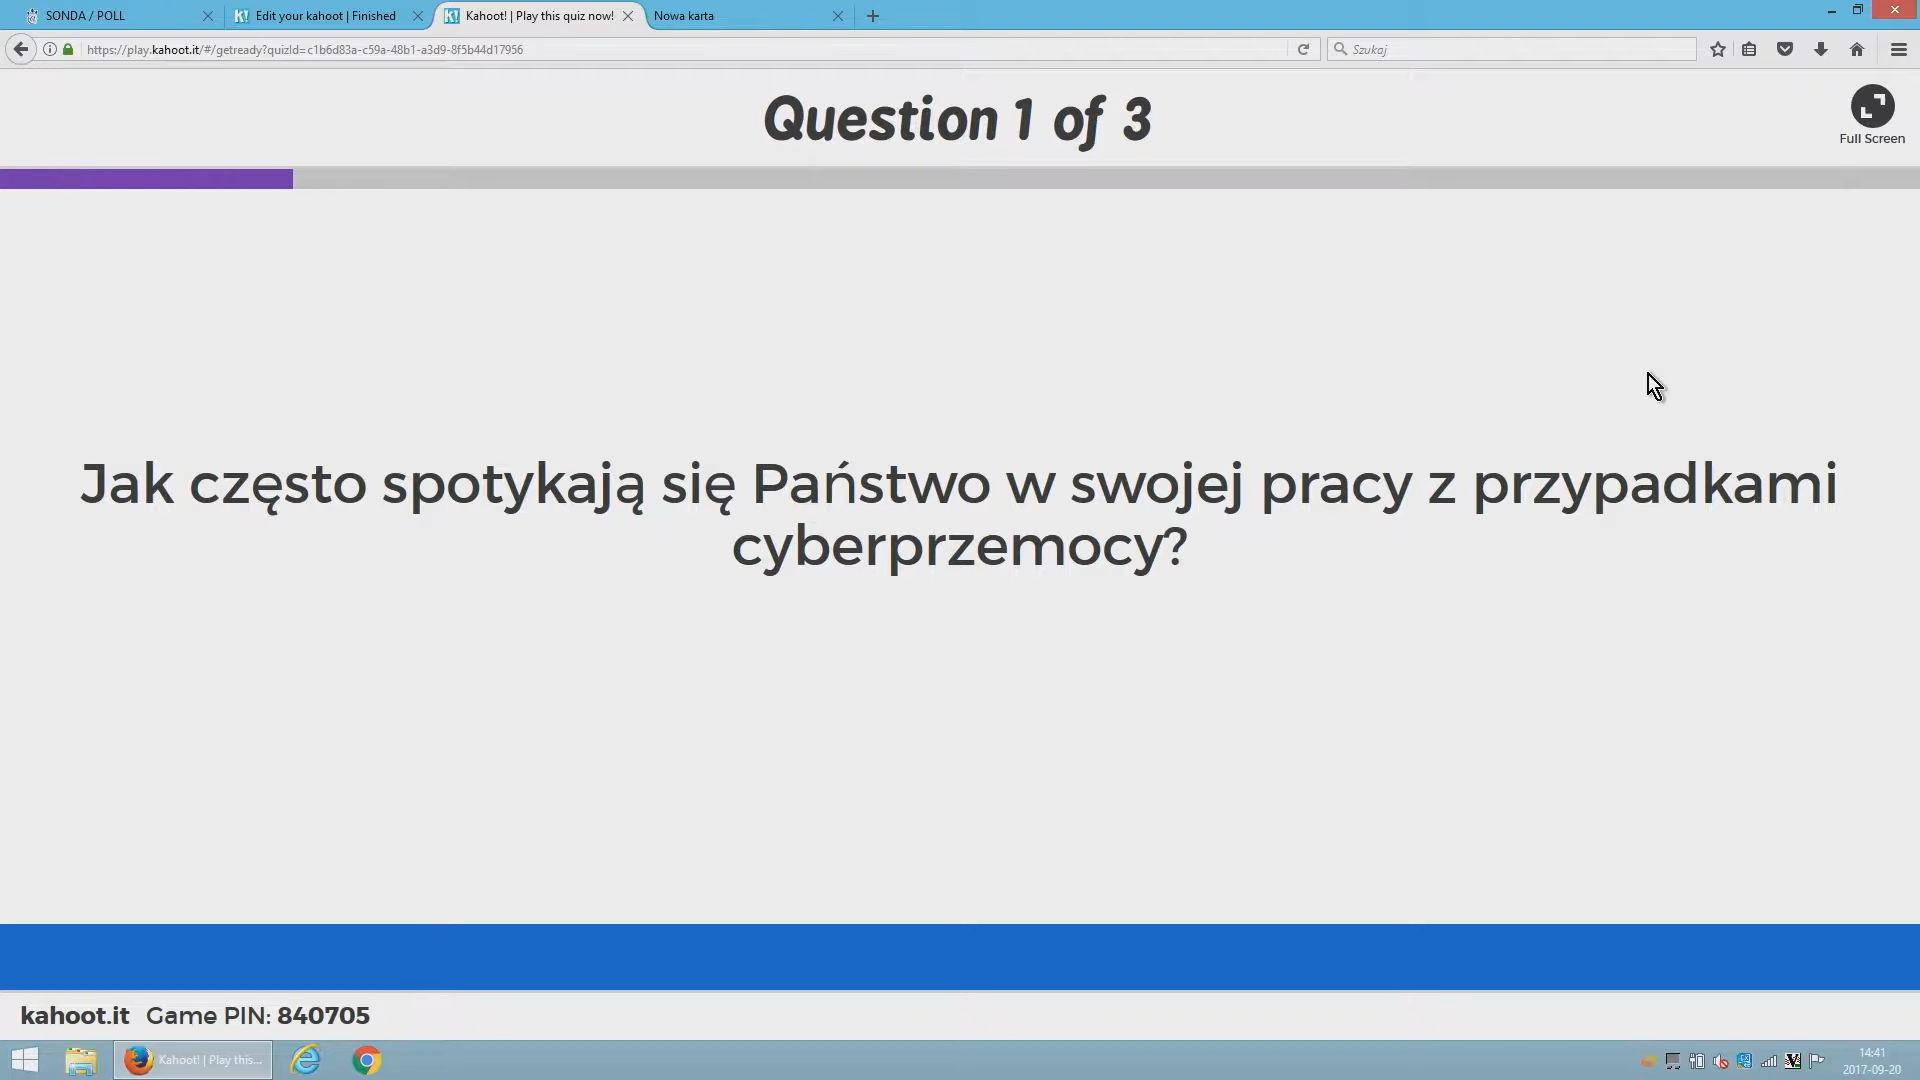 SONDA / POLL
Edit your kahoot | Finished
Kahoot! | Play this quiz now!
Nowa karta
https://play.kahoot.it/#/getready?quizId=c1b6d83a-c59a-48b1-a3d9-8f5b44d17956
Szukaj
Question 1 of 3
Full Screen
Jak często spotykają się Państwo w swojej pracy z przypadkami
cyberprzemocy?
kahoot.it Game PIN: 840705
Kahoot! | Play this...
14:41
2017-09-20